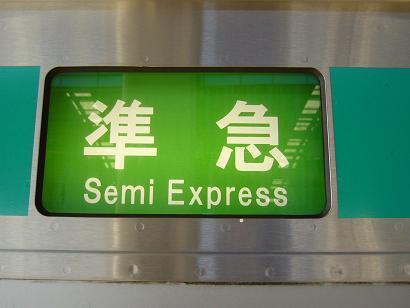 準急
Semi Express